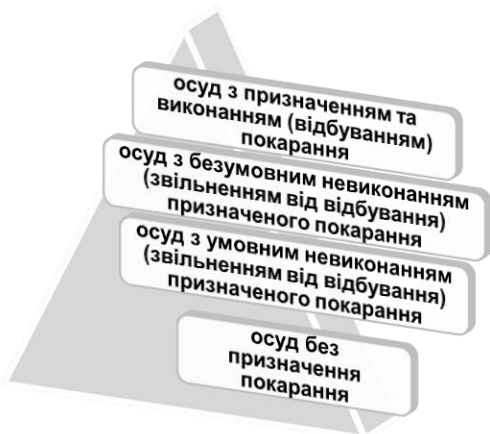 осуд з призначенням та
виконанням (відбуванням)
покарання
осуд з безумовним невиконанням
(звільненням від відбування)
призначеного покарання
осуд з умовним невиконанням
(звільненням від відбування)
призначеного покарання
осуд без
призначення
покарання